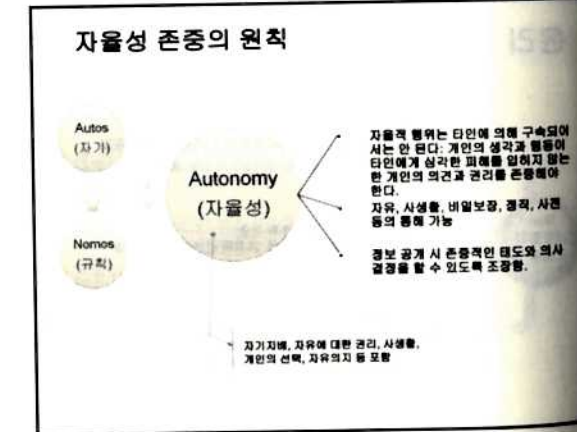 자율성 존중의 원칙
Autos
(자기)
Nomos
(규칙)
Autonomy
(자율성)
자율적 행위는 타인에 의해 구속되어
서는 안 된다: 개인의 생각과 행동이
타인에게 심각한 피해를 입히지 않는
한 개인의 의견과 권리를 존중해야
한다.
자유, 사생활, 비밀보장, 정직, 사전
동의 통해 가능
정보 공개 시 존중적인 태도와 의사
결정을 할 수 있도록 조장함.
자기지배, 자유에 대한 권리, 사생활,
개인의 선택, 자유의지 등 포함